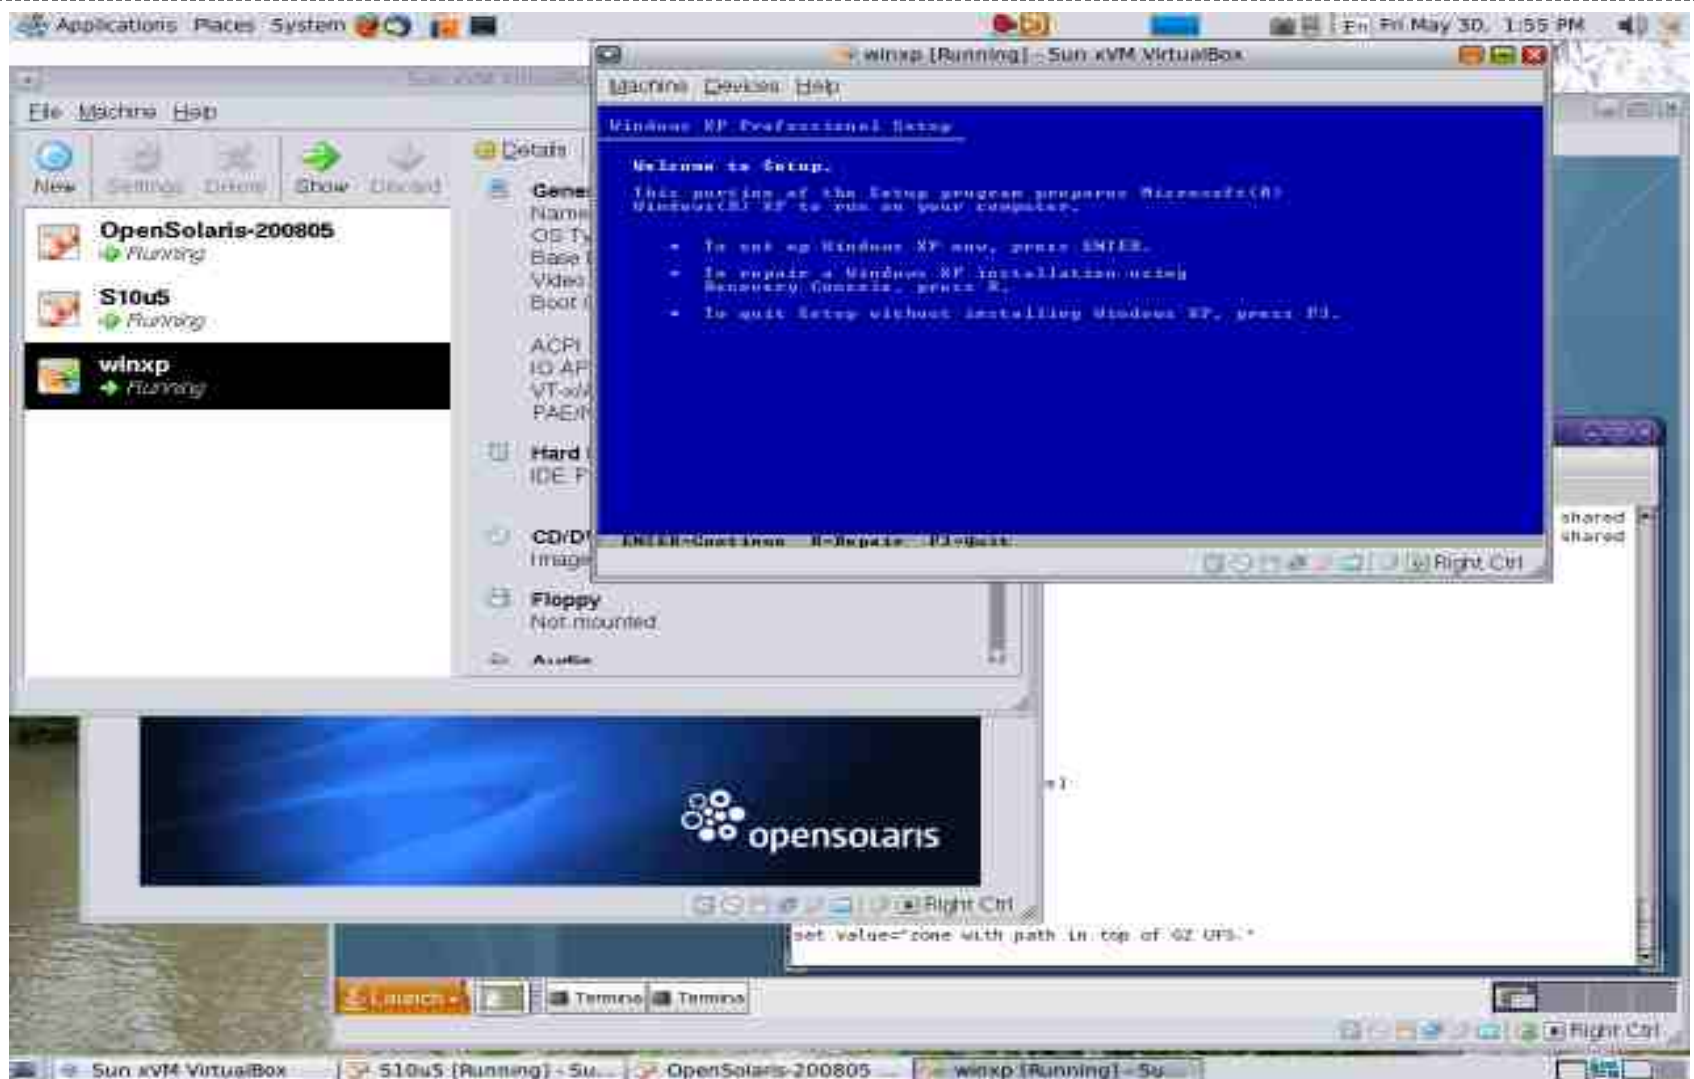 Applications Places System
En Fri May 30, 1:55 PM
winxp [Running] - Sun xVM VirtualBox
Machine Devices Help
Windows XP Professional Setup
Welcome to Setup.
This portion of the Setup program prepares Microsoft(R)
Windows(R) XP to run on your computer.
To set up Windows XP now, press ENTER.
To repair a Windows XP installation using
Recovery Console, press R.
To quit Setup without installing Windows XP, press F3.
ENTER=Continue R=Repair F3=Quit
Right Ctrl
File Machine Help
New Settings Delete Show Discard
OpenSolaris-200805
Running
S10u5
Running
winxp
Running
Details
Name
Video
ACPI
Hard
Floppy
Not mounted
Audio
shared
shared
opensolaris
Right Ctrl
set value="zone with path in top of GZ UFS."
Launch
Termina Termina
Right Ctrl
Sun xVM VirtualBox
S10u5 [Running] - Su...
OpenSolaris-200805 ...
winxp [Running] - Su...